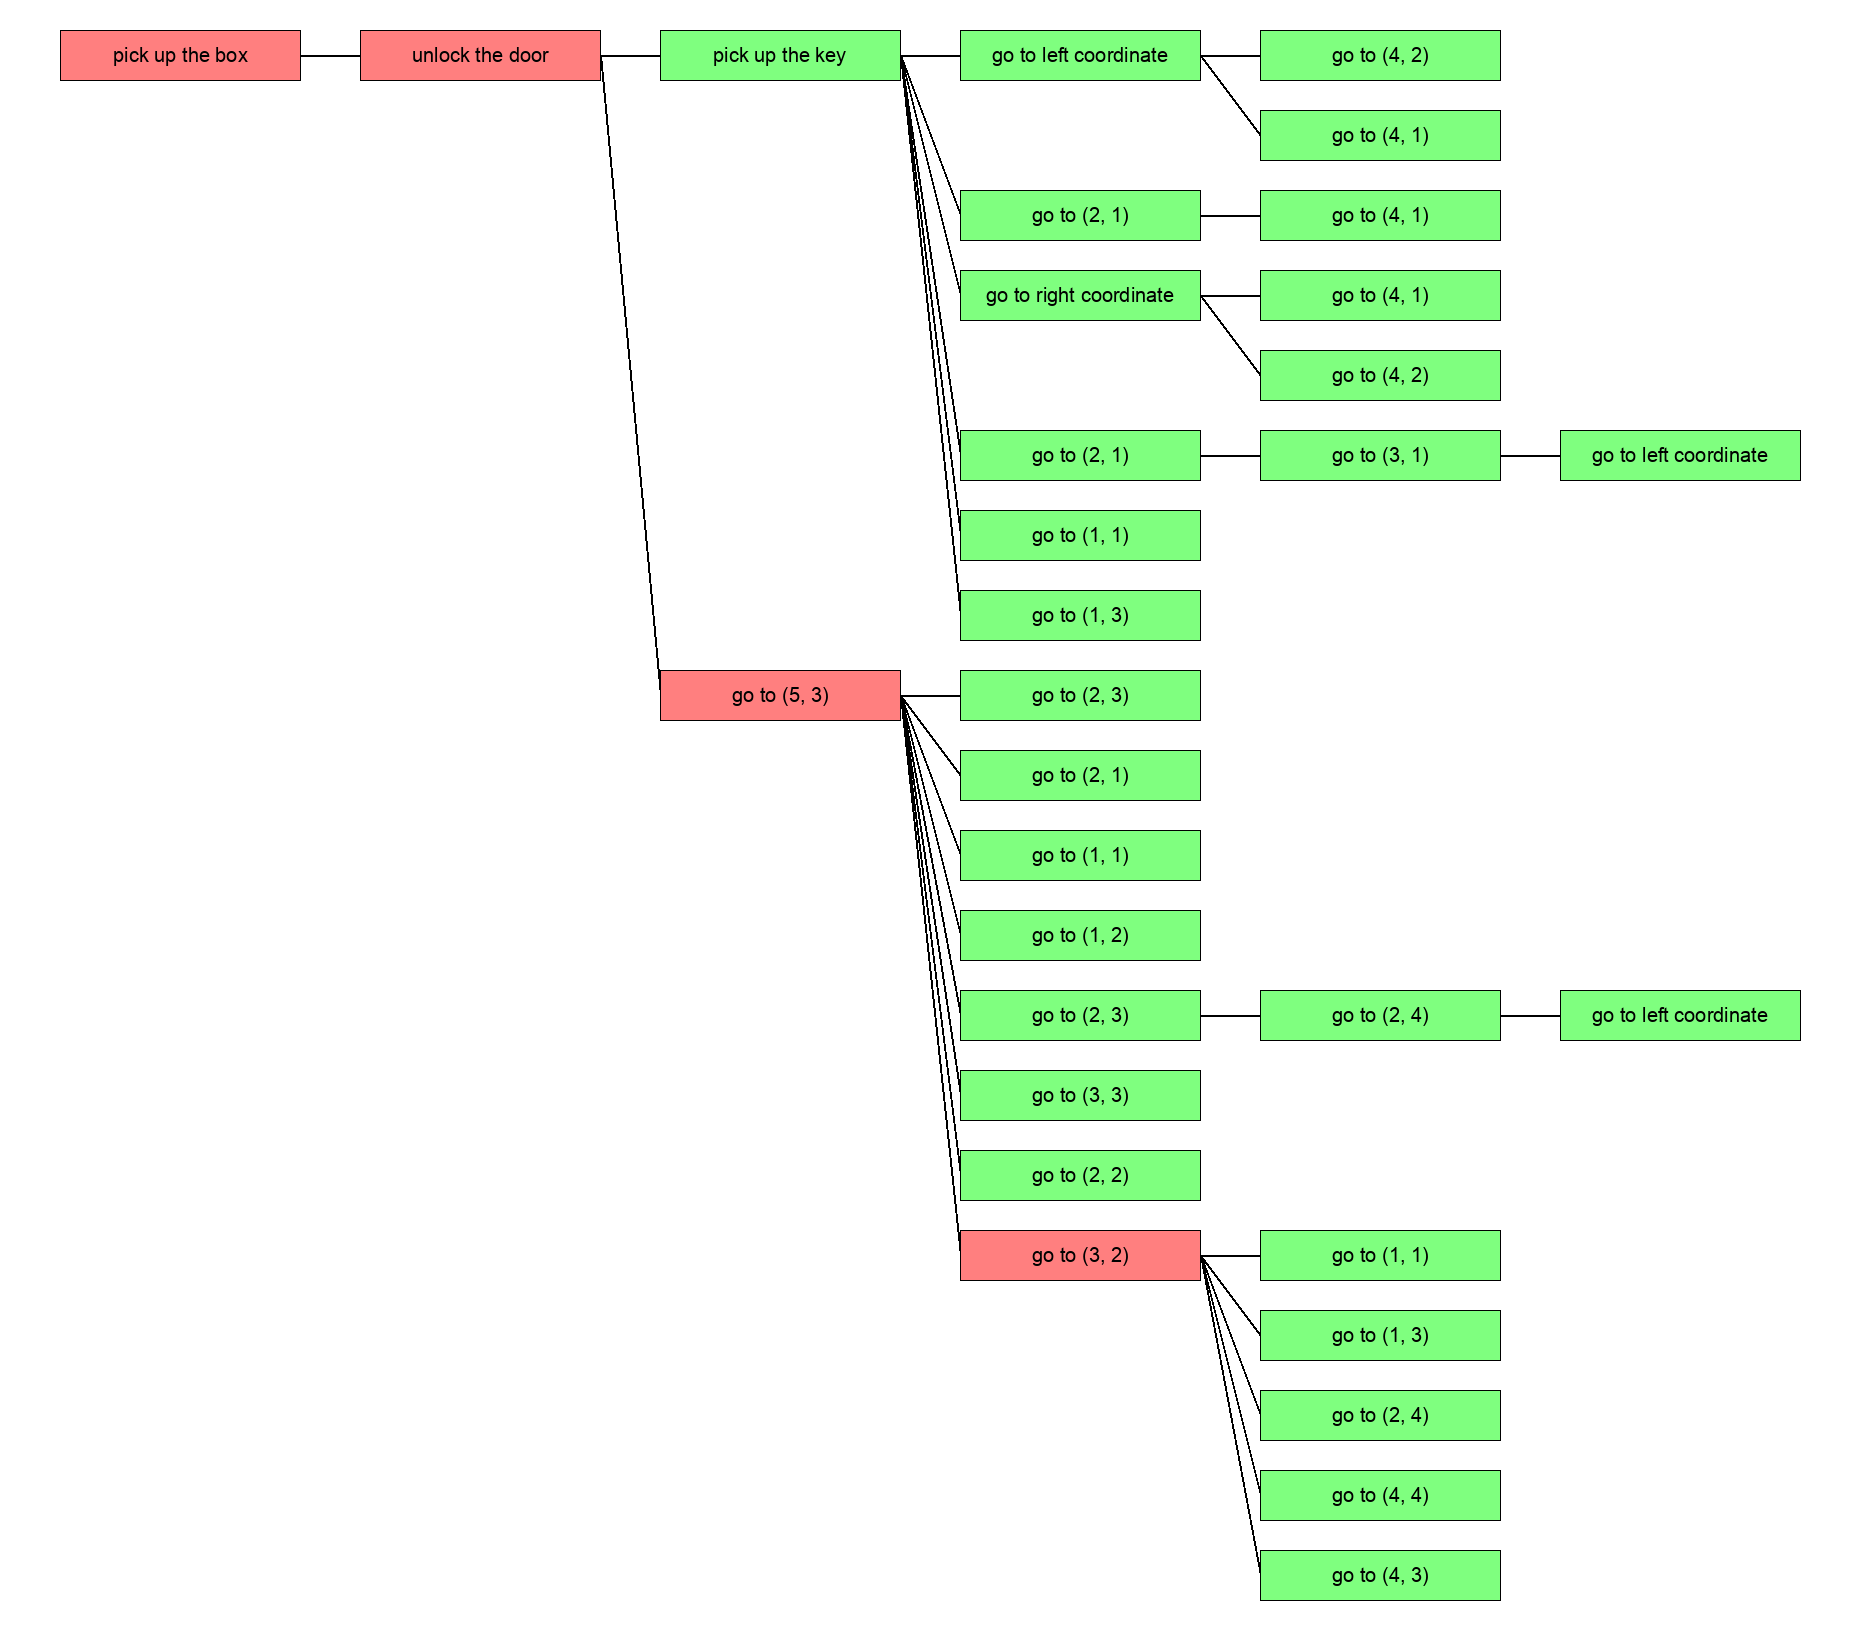 pick up the box
unlock the door
pick up the key
go to left coordinate
go to (4, 2)
go to (4, 1)
go to (2, 1)
go to (4, 1)
go to right coordinate
go to (4, 1)
go to (4, 2)
go to (2, 1)
go to (3, 1)
go to left coordinate
go to (1, 1)
go to (1, 3)
go to (5, 3)
go to (2, 3)
go to (2, 1)
go to (1, 1)
go to (1, 2)
go to (2, 3)
go to (2, 4)
go to left coordinate
go to (3, 3)
go to (2, 2)
go to (3, 2)
go to (1, 1)
go to (1, 3)
go to (2, 4)
go to (4, 4)
go to (4, 3)